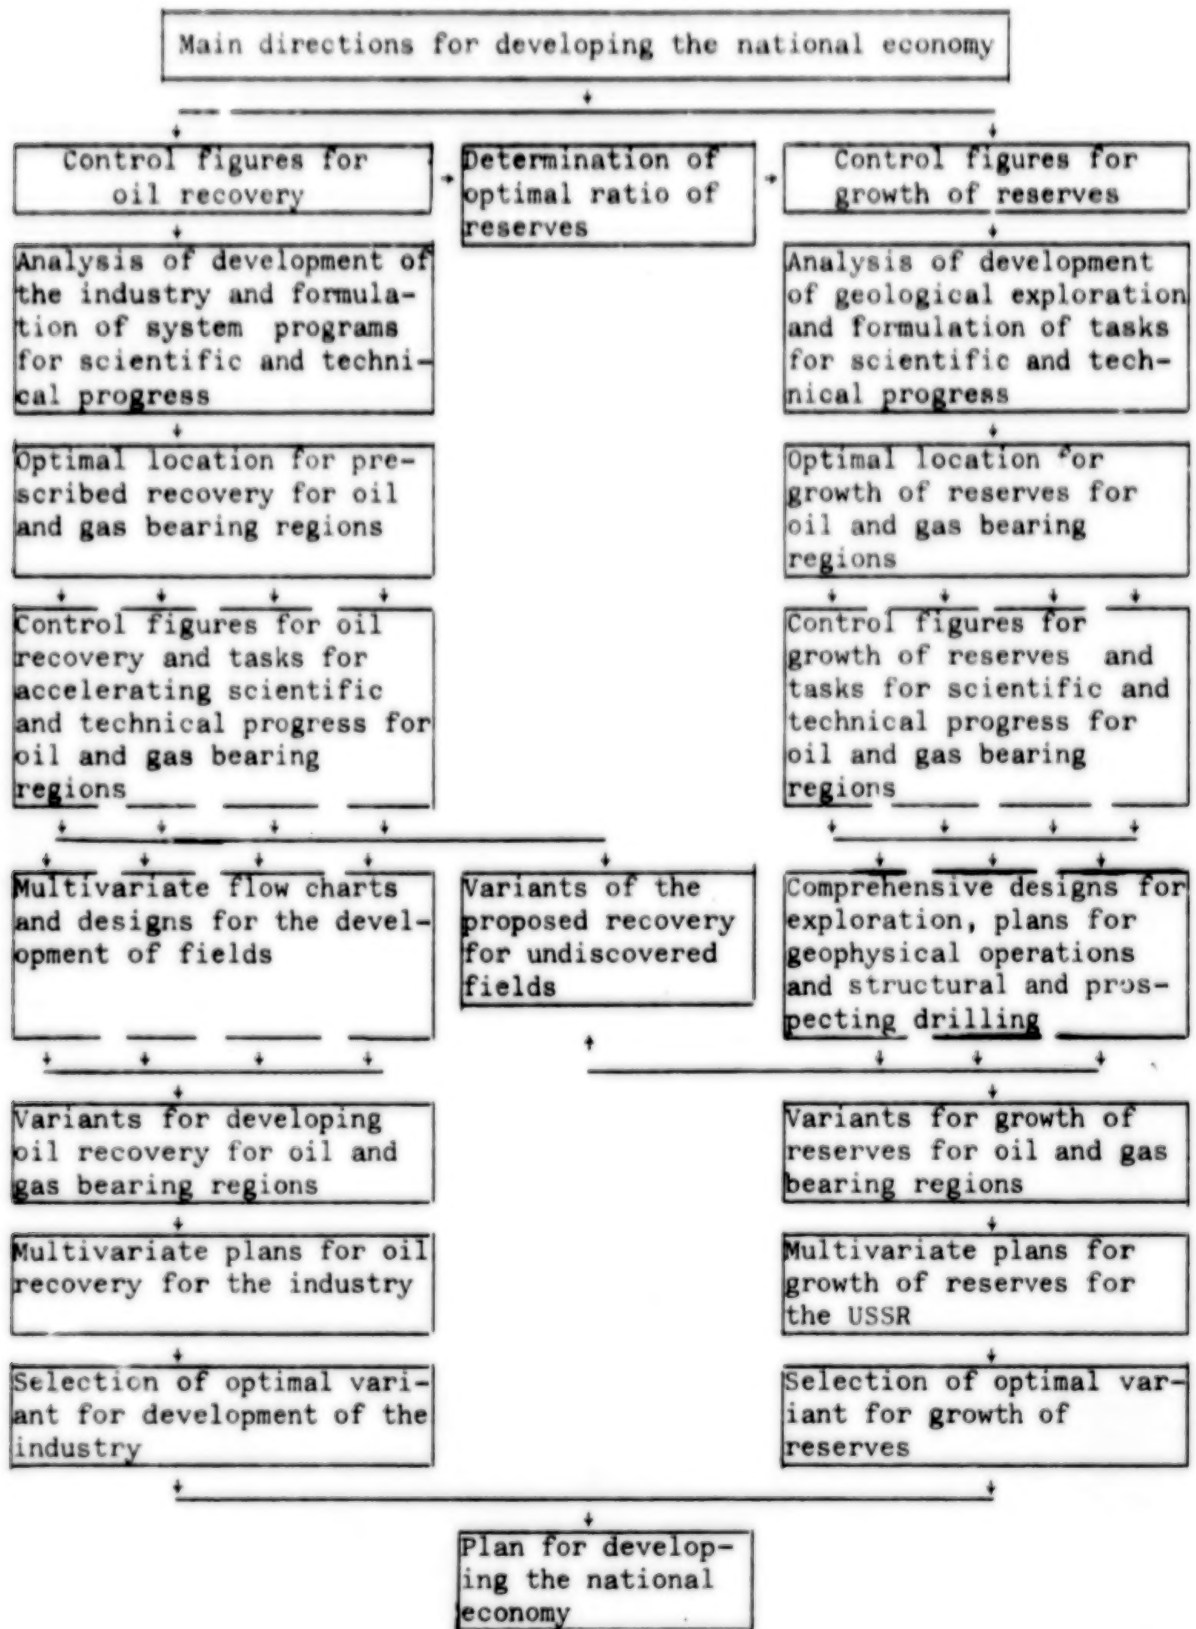 Main directions for developing the national economy
Control figures for
oil recovery
Determination of
optimal ratio of
reserves
Control figures for
growth of reserves
Analysis of development of
the industry and formula-
tion of system programs
for scientific and techni-
cal progress
Analysis of development
of geological exploration
and formulation of tasks
for scientific and tech-
nical progress
Optimal location for pre-
scribed recovery for oil
and gas bearing regions
Optimal location for
growth of reserves for
oil and gas bearing
regions
Control figures for oil
recovery and tasks for
accelerating scientific
and technical progress for
oil and gas bearing
regions
Control figures for
growth of reserves and
tasks for scientific and
technical progress for
oil and gas bearing
regions
Multivariate flow charts
and designs for the devel-
opment of fields
Variants of the
proposed recovery
for undiscovered
fields
Comprehensive designs for
exploration, plans for
geophysical operations
and structural and pros-
pecting drilling
Variants for developing
oil recovery for oil and
gas bearing regions
Variants for growth of
reserves for oil and gas
bearing regions
Multivariate plans for oil
recovery for the industry
Multivariate plans for
growth of reserves for
the USSR
Selection of optimal vari-
ant for development of the
industry
Selection of optimal var-
iant for growth of
reserves
Plan for develop-
ing the national
economy